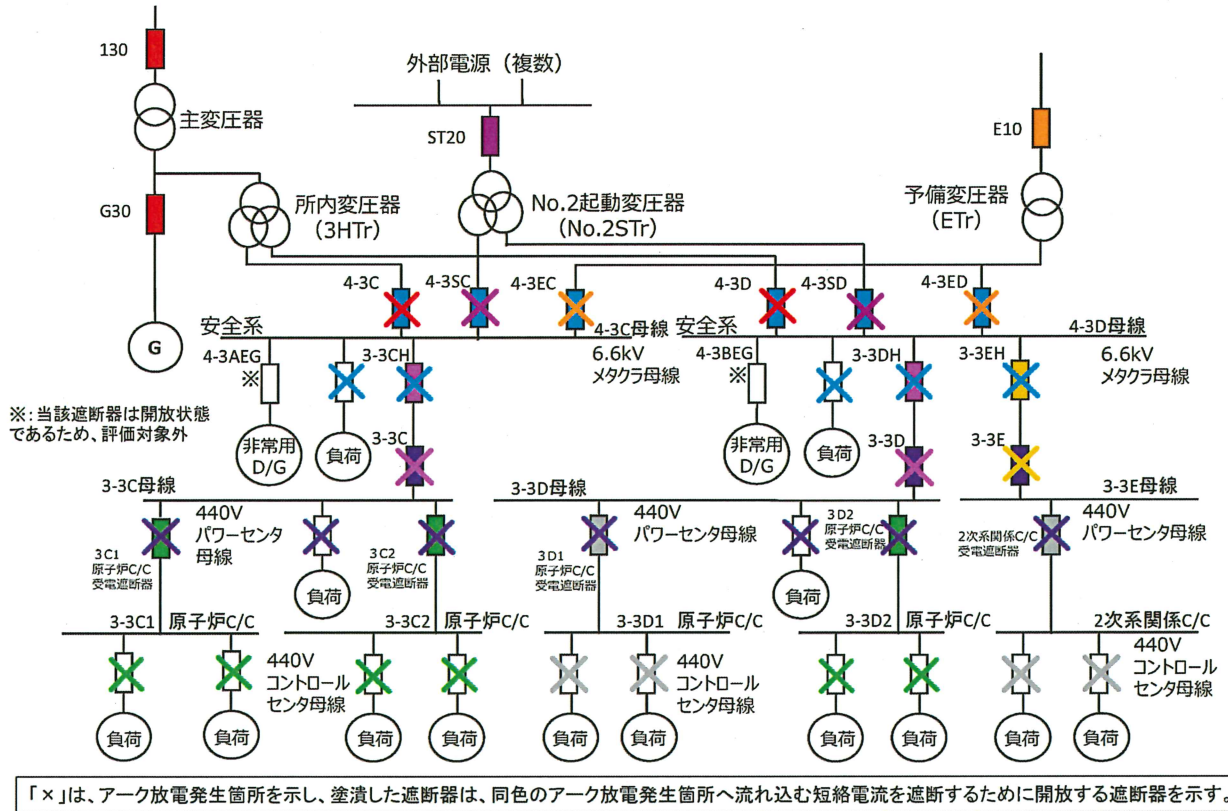 130
主変圧器
G30
G
外部電源（複数）
ST20
E10
所内変圧器
(3HTr)
No.2起動変圧器
(No.2STr)
予備変圧器
(ETr)
4-3C
4-3SC
4-3EC
4-3D
4-3SD
4-3ED
安全系
4-3C母線
6.6kV
メタクラ母線
安全系
4-3D母線
6.6kV
メタクラ母線
4-3AEG
※
3-3CH
4-3BEG
※
3-3DH
3-3EH
※：当該遮断器は開放状態
であるため、評価対象外
非常用
D/G
負荷
3-3C
非常用
D/G
負荷
3-3D
3-3E
3-3C母線
440V
パワーセンタ
母線
3C1
原子炉C/C
受電遮断器
負荷
3C2
原子炉C/C
受電遮断器
3-3D母線
440V
パワーセンタ母線
3D1
原子炉C/C
受電遮断器
負荷
3D2
原子炉C/C
受電遮断器
3-3E母線
440V
パワーセンタ母線
2次系関係C/C
受電遮断器
3-3C1 原子炉C/C
3-3C2 原子炉C/C
3-3D1 原子炉C/C
3-3D2 原子炉C/C
2次系関係C/C
440V
コントロール
センタ母線
440V
コントロール
センタ母線
440V
コントロール
センタ母線
負荷
負荷
負荷
負荷
負荷
負荷
負荷
負荷
負荷
負荷
「×」は、アーク放電発生箇所を示し、塗潰した遮断器は、同色のアーク放電発生箇所へ流れ込む短絡電流を遮断するために開放する遮断器を示す。